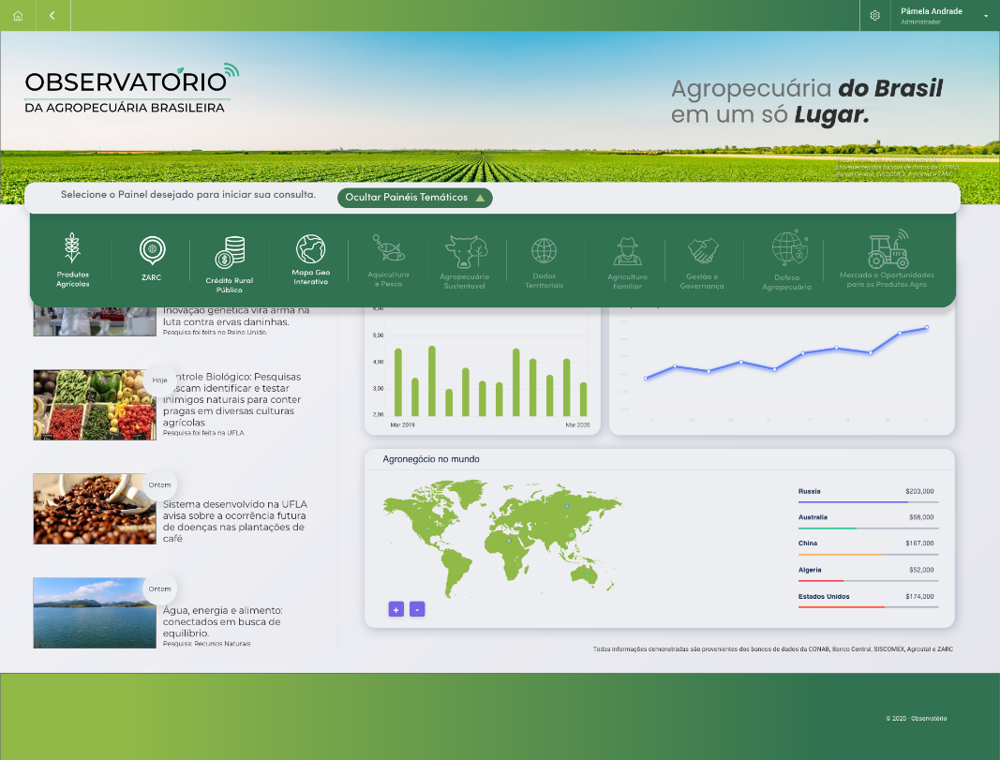 Pâmela Andrade
Administrador
OBSERVATÓRIO
DA AGROPECUÁRIA BRASILEIRA
Agropecuária do Brasil
em um só Lugar.
provenientes dos bancos de dados da CONAB,
Banco Central, SISCOMEX, Agrostat e ZARC
Selecione o Painel desejado para iniciar sua consulta.
Ocultar Painéis Temáticos
Produtos
Agrícolas
ZARC
Crédito Rural
Público
Mapa Geo
Interativo
Aquicultura
e Pesca
Agropecuária
Sustentável
Dados
Territoriais
Agricultura
Familiar
Gestão e
Governança
Defesa
Agropecuária
Mercado e Oportunidades
para os Produtos Agro
Inovação genética vira arma na
luta contra ervas daninhas.
Pesquisa foi feita no Reino Unido.
Hoje
ntrole Biológico: Pesquisas
uscam identificar e testar
inimigos naturais para conter
pragas em diversas culturas
agrícolas
Pesquisa foi feita na UFLA
Ontem
Sistema desenvolvido na UFLA
avisa sobre a ocorrência futura
de doenças nas plantações de
café
Ontem
Água, energia e alimento:
conectados em busca de
equilíbrio.
Pesquisa: Recursos Naturais
6,00
5,00
4,00
3,00
2,00
Mar 2019
Mar 2020
Agronegócio no mundo
+
-
Russia
$203,000
Australia
$68,000
China
$167,000
Algeria
$52,000
Estados Unidos
$174,000
Todas informações demonstradas são provenientes dos bancos de dados da CONAB, Banco Central, SISCOMEX, Agrostat e ZARC
© 2020 - Observatório